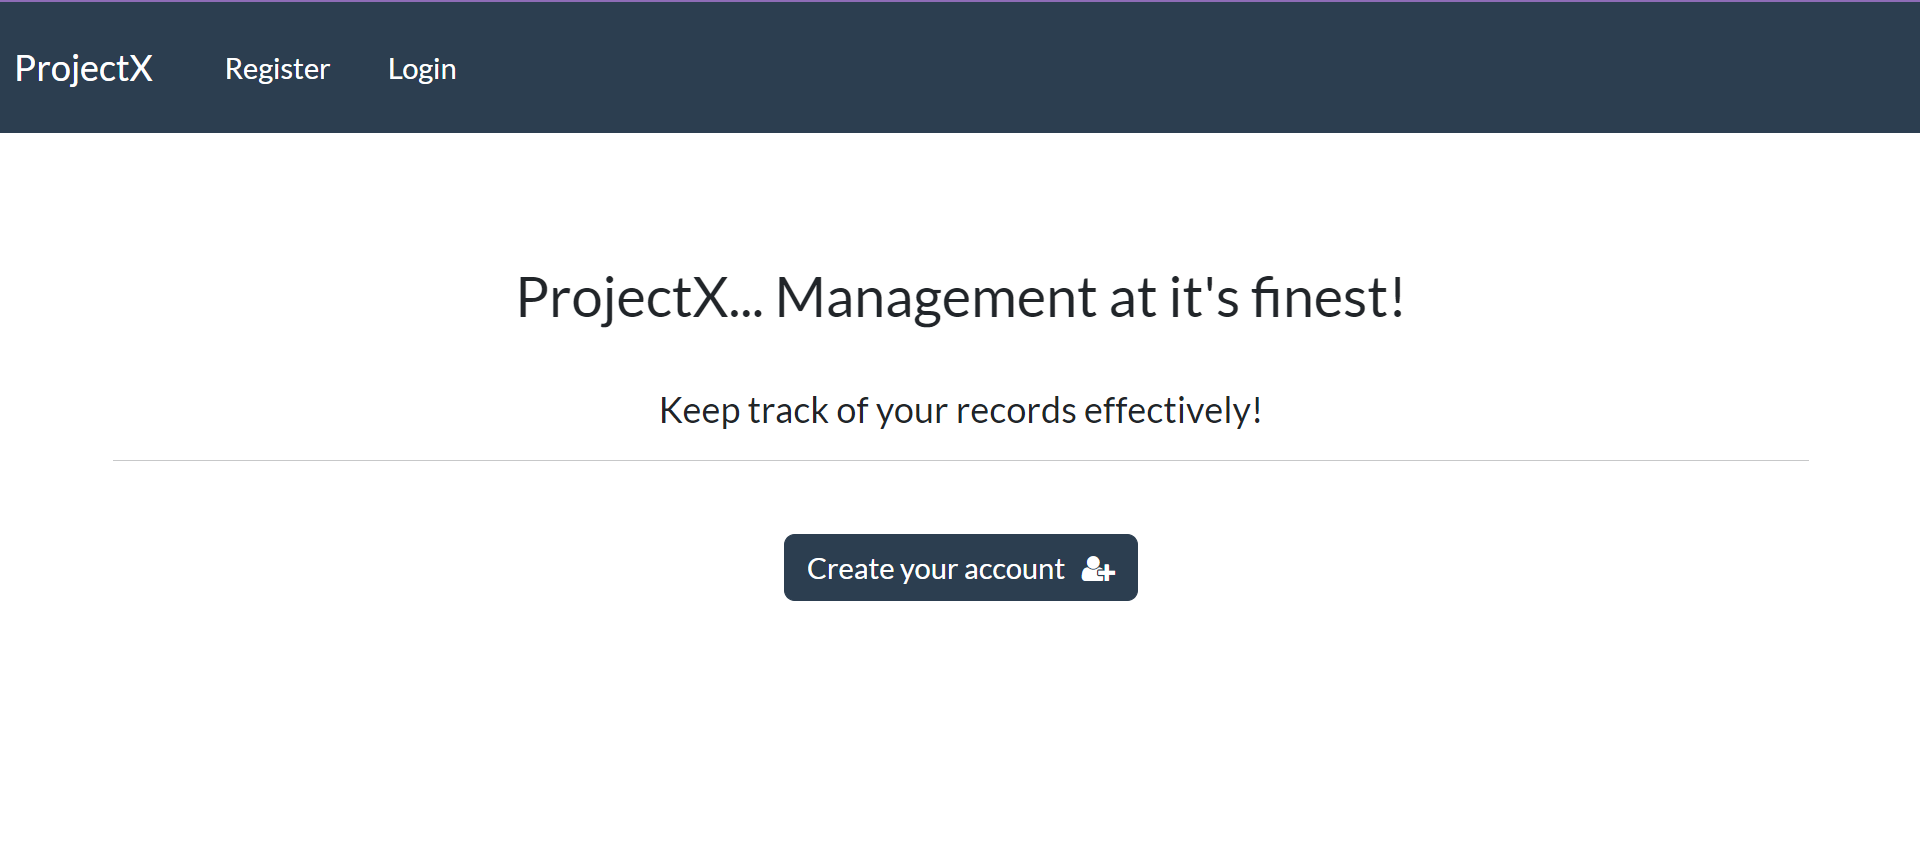 ProjectX Register Login
ProjectX... Management at it's finest!
Keep track of your records effectively!
Create your account